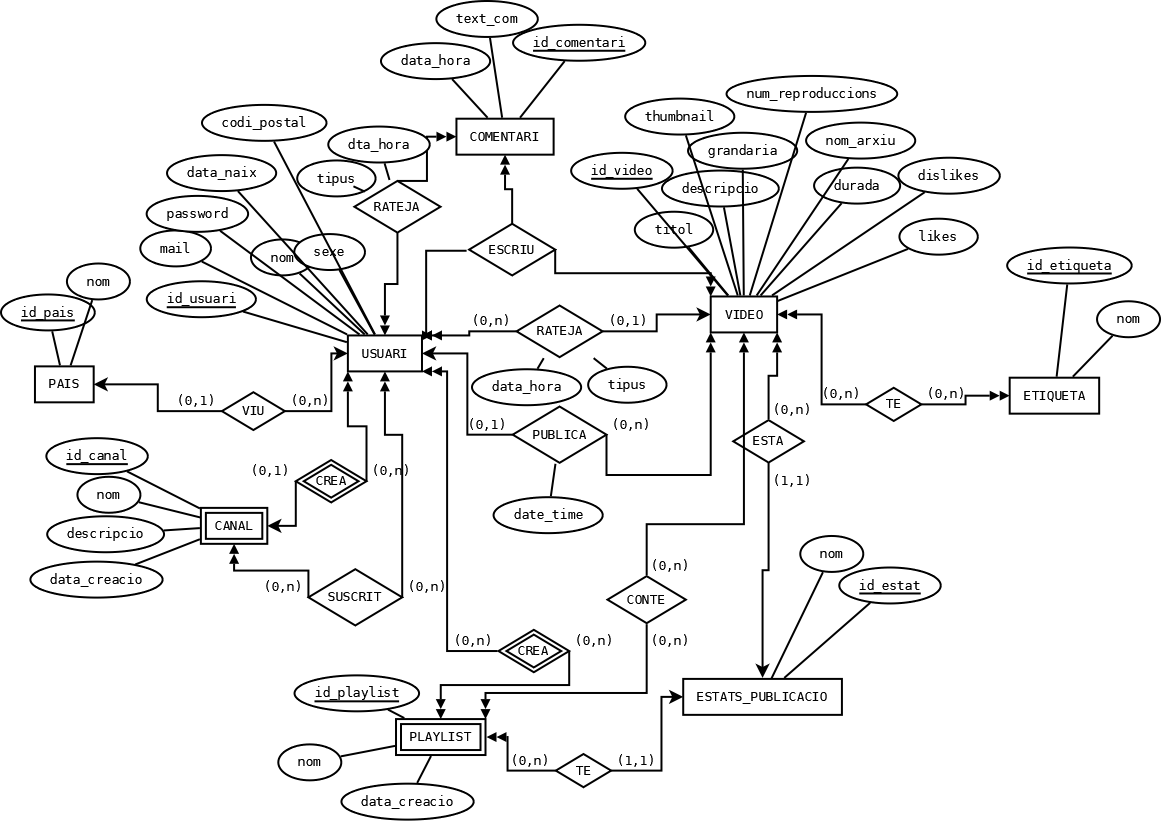 text_com
id_comentari
data_hora
num_reproduccions
thumbnail
codi_postal
COMENTARI
dta_hora
nom_arxiu
grandaria
id_video
dislikes
data_naix
tipus
descripcio
durada
RATEJA
password
titol
likes
mail
nom
sexe
ESCRIU
id_etiqueta
nom
id_usuari
id_pais
VIDEO
nom
(0,n)
RATEJA
(0,1)
USUARI
PAIS
data_hora
tipus
ETIQUETA
(0,1)
VIU
(0,n)
(0,n)
TE
(0,n)
(0,n)
(0,1)
PUBLICA
(0,n)
ESTA
id_canal
(0,1)
CREA
(0,n)
(1,1)
nom
date_time
CANAL
descripcio
nom
data_creacio
(0,n)
SUSCRIT
(0,n)
(0,n)
CONTE
id_estat
(0,n)
CREA
(0,n)
(0,n)
id_playlist
ESTATS_PUBLICACIO
PLAYLIST
nom
(0,n)
TE
(1,1)
data_creacio